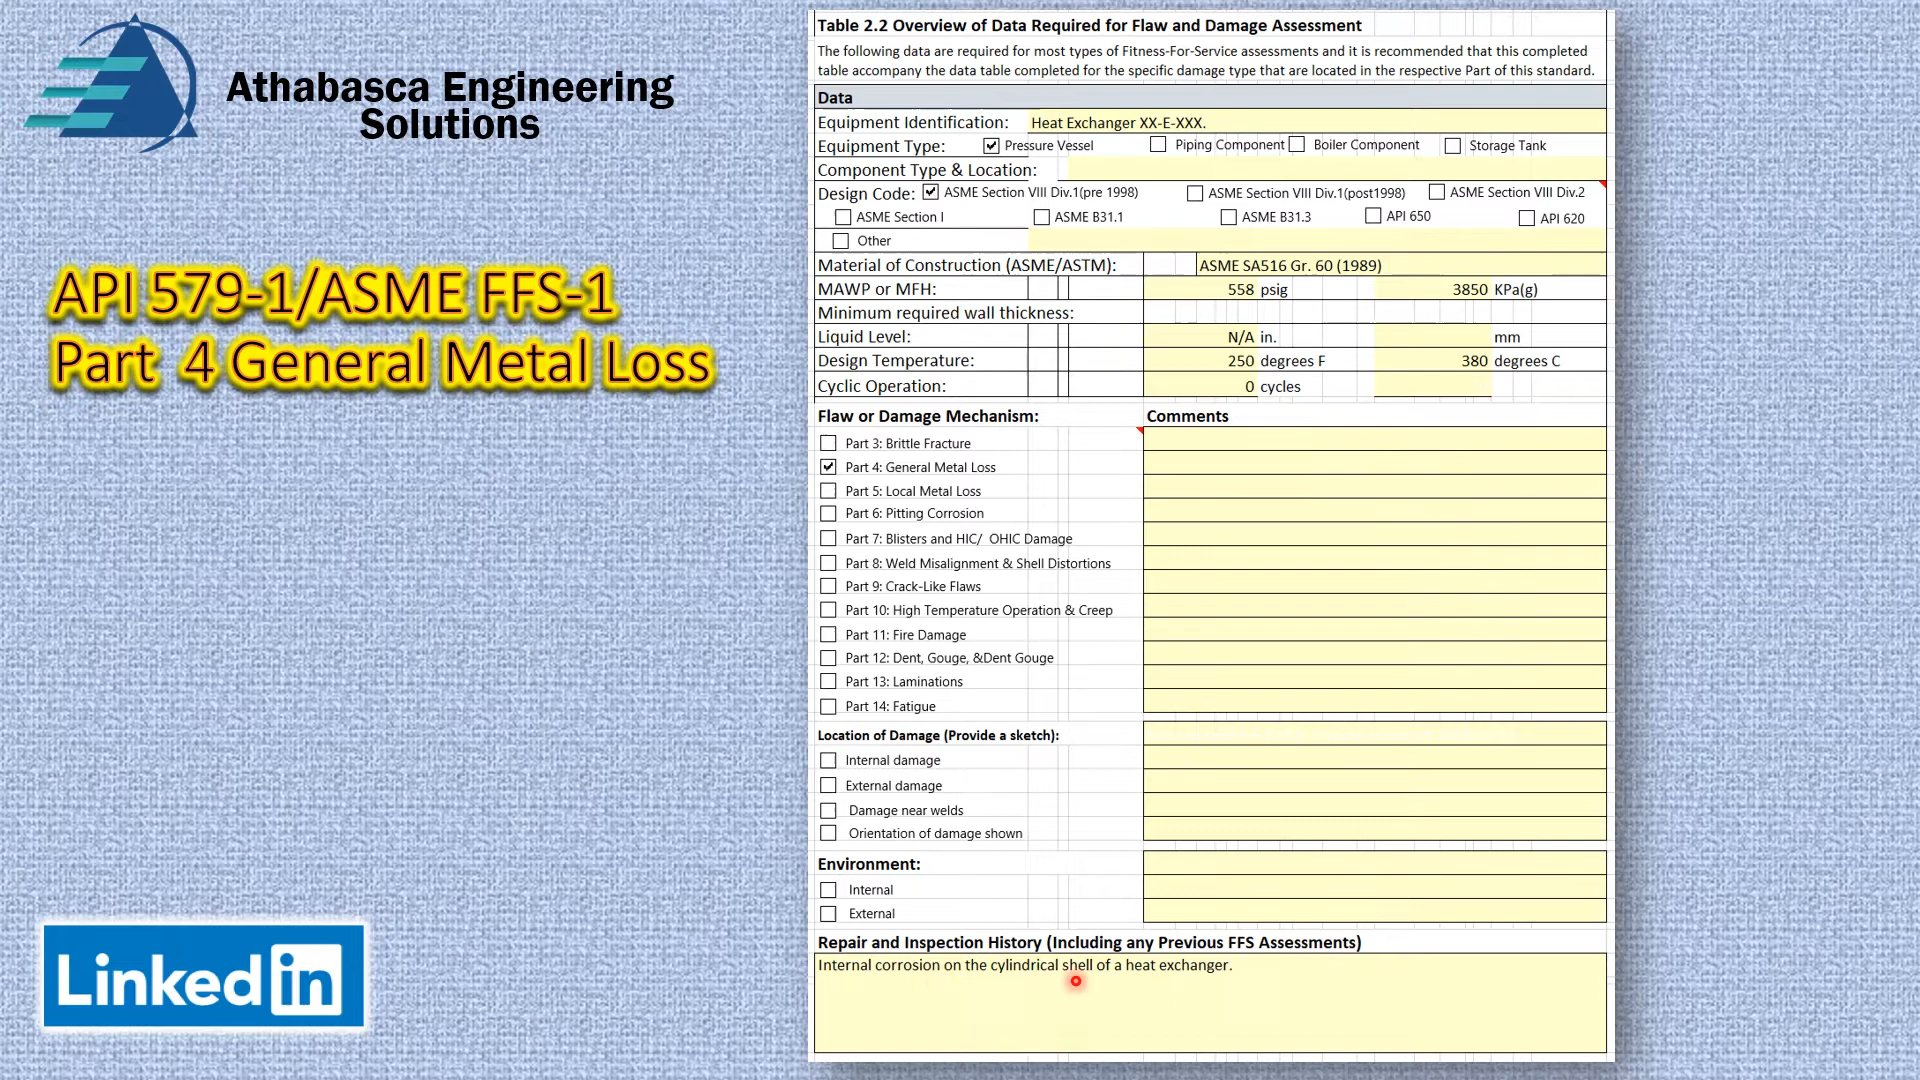 Athabasca Engineering
Solutions
API 579-1/ASME FFS-1
Part 4 General Metal Loss
Linked in
Table 2.2 Overview of Data Required for Flaw and Damage Assessment
The following data are required for most types of Fitness-For-Service assessments and it is recommended that this completed
table accompany the data table completed for the specific damage type that are located in the respective Part of this standard.
Data
Equipment Identification: Heat Exchanger XX-E-XXX.
Equipment Type: Pressure Vessel Piping Component Boiler Component Storage Tank
Component Type & Location:
Design Code: ASME Section VIII Div.1(pre 1998) ASME Section VIII Div.1(post1998) ASME Section VIII Div.2
ASME Section I ASME B31.1 ASME B31.3 API 650 API 620
Other
Material of Construction (ASME/ASTM): ASME SA516 Gr. 60 (1989)
MAWP or MFH: 558 psig 3850 KPa(g)
Minimum required wall thickness:
Liquid Level: N/A in. mm
Design Temperature: 250 degrees F 380 degrees C
Cyclic Operation: 0 cycles
Flaw or Damage Mechanism: Comments
Part 3: Brittle Fracture
Part 4: General Metal Loss
Part 5: Local Metal Loss
Part 6: Pitting Corrosion
Part 7: Blisters and HIC/ OHIC Damage
Part 8: Weld Misalignment & Shell Distortions
Part 9: Crack-Like Flaws
Part 10: High Temperature Operation & Creep
Part 11: Fire Damage
Part 12: Dent, Gouge, &Dent Gouge
Part 13: Laminations
Part 14: Fatigue
Location of Damage (Provide a sketch):
Internal damage
External damage
Damage near welds
Orientation of damage shown
Environment:
Internal
External
Repair and Inspection History (Including any Previous FFS Assessments)
Internal corrosion on the cylindrical shell of a heat exchanger.